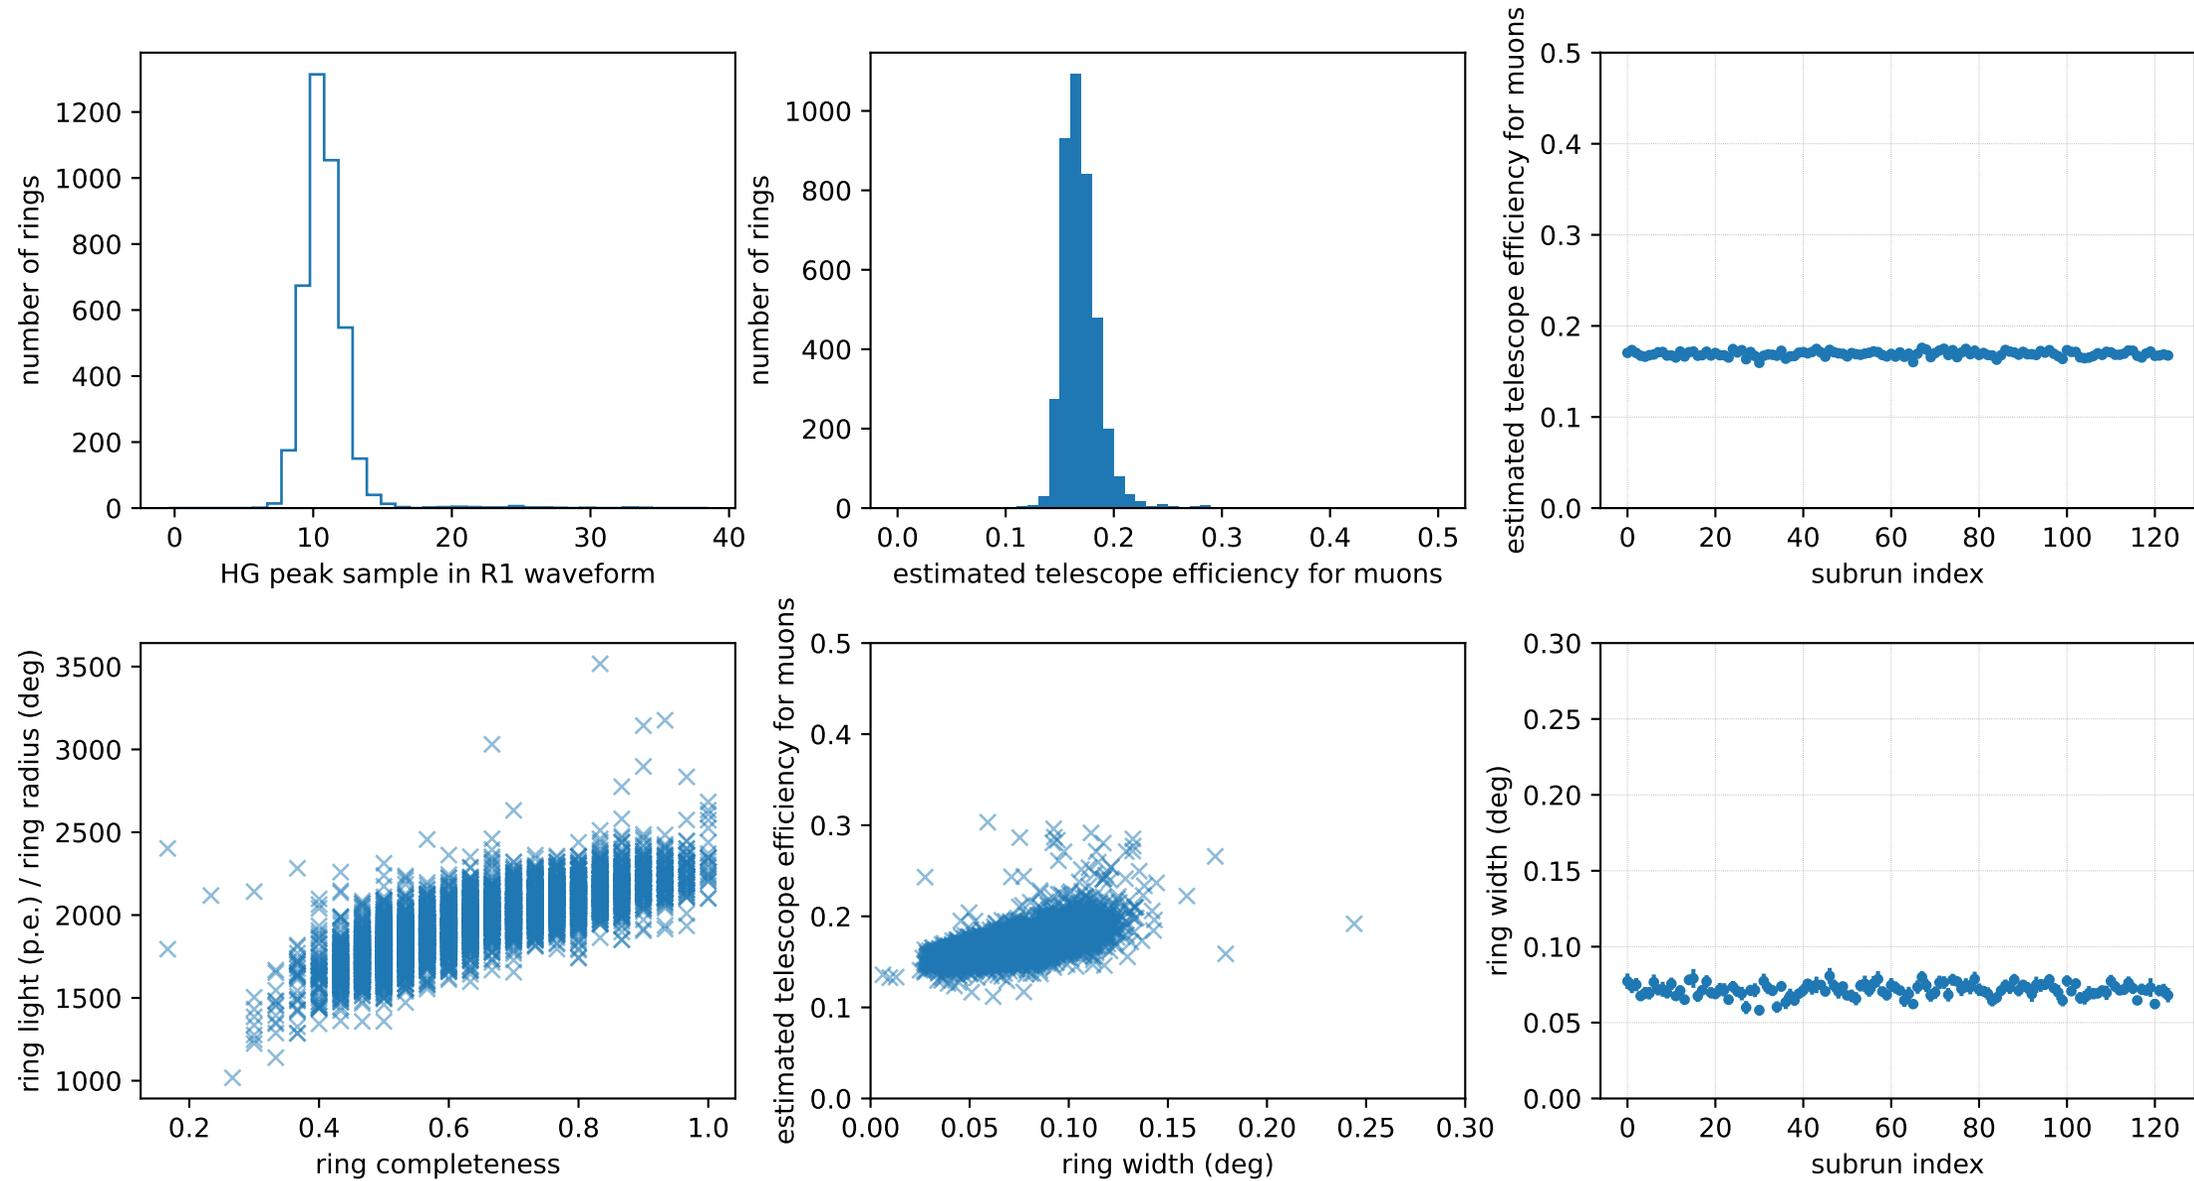 number of rings
1200
1000
800
600
400
200
0
0 10 20 30 40
HG peak sample in R1 waveform
number of rings
1000
800
600
400
200
0
0.0 0.1 0.2 0.3 0.4 0.5
estimated telescope efficiency for muons
estimated telescope efficiency for muons
0.5
0.4
0.3
0.2
0.1
0.0
0 20 40 60 80 100 120
subrun index
ring light (p.e.) / ring radius (deg)
3500
3000
2500
2000
1500
1000
0.2 0.4 0.6 0.8 1.0
ring completeness
estimated telescope efficiency for muons
0.5
0.4
0.3
0.2
0.1
0.0
0.00 0.05 0.10 0.15 0.20 0.25 0.30
ring width (deg)
ring width (deg)
0.30
0.25
0.20
0.15
0.10
0.05
0.00
0 20 40 60 80 100 120
subrun index